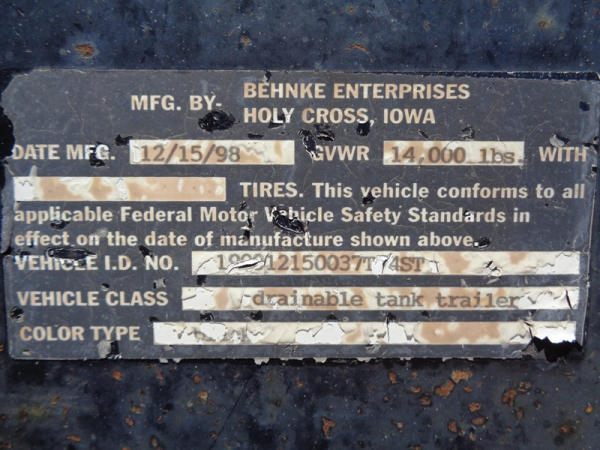 MFG. BY- BEHNKE ENTERPRISES
HOLY CROSS, IOWA
DATE MFG. 12/15/98 GVWR 14,000 lbs. WITH
TIRES. This vehicle conforms to all
applicable Federal Motor Vehicle Safety Standards in
effect on the date of manufacture shown above.
VEHICLE I.D. NO.
VEHICLE CLASS drainable tank trailer
COLOR TYPE